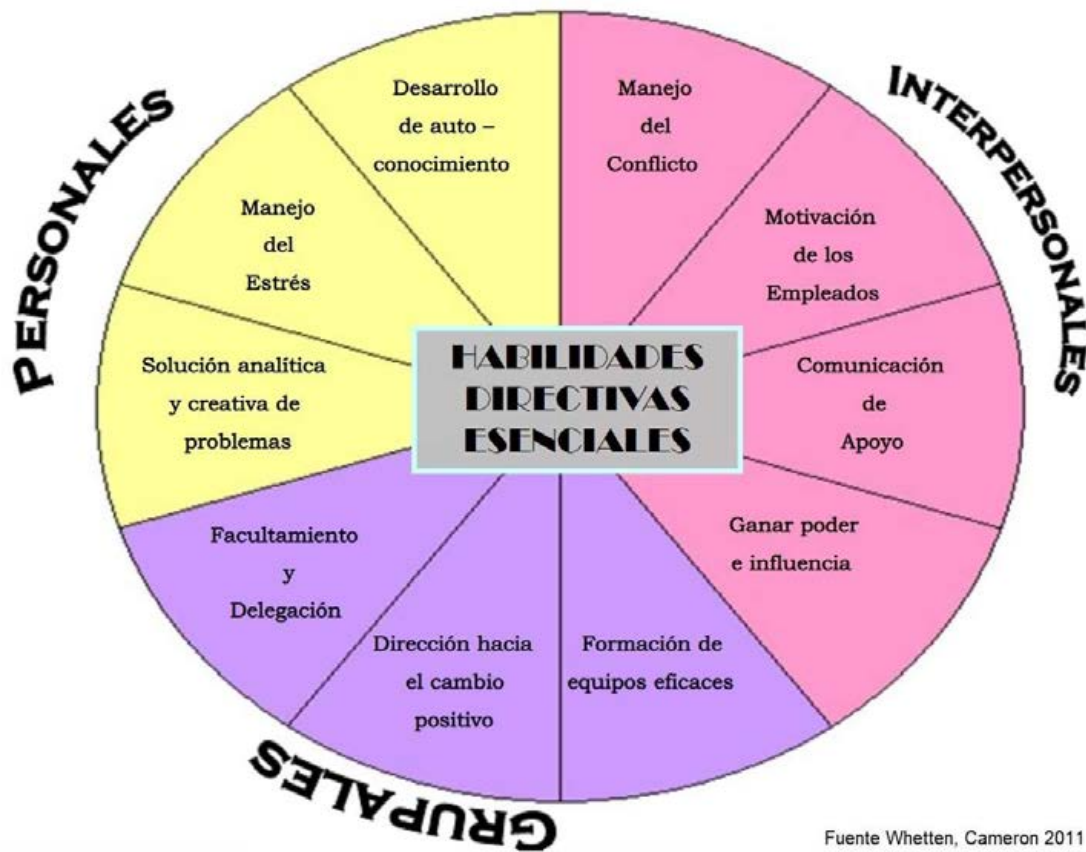 PERSONALES
INTERPERSONALES
Desarrollo
de auto –
conocimiento
Manejo
del
Conflicto
Manejo
del
Estrés
Motivación
de los
Empleados
HABILIDADES
DIRECTIVAS
ESENCIALES
Solución analítica
y creativa de
problemas
Comunicación
de
Apoyo
Facultamiento
y
Delegación
Ganar poder
e influencia
Dirección hacia
el cambio
positivo
Formación de
equipos eficaces
GRUPALES
Fuente Whetten, Cameron 2011